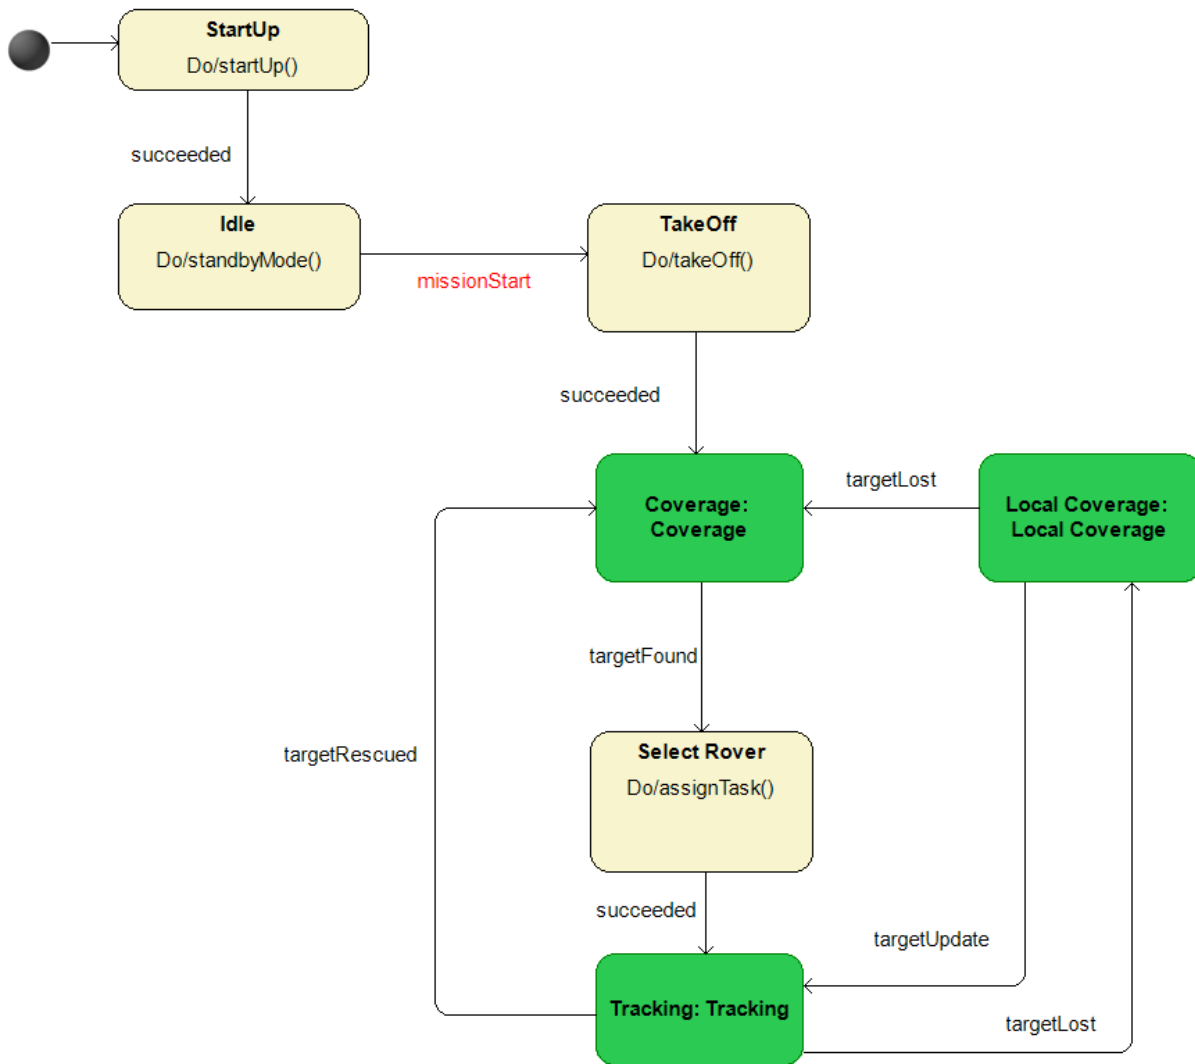 StartUp
Do/startUp()
succeeded
Idle
Do/standbyMode()
missionStart
TakeOff
Do/takeOff()
succeeded
Coverage:
Coverage
targetLost
Local Coverage:
Local Coverage
targetFound
targetRescued
Select Rover
Do/assignTask()
succeeded
targetUpdate
Tracking: Tracking
targetLost